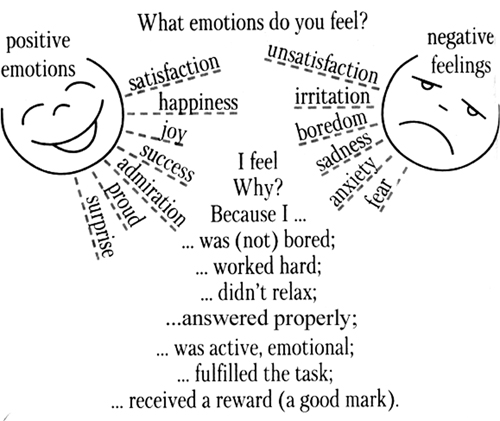 What emotions do you feel?
positive
emotions
negative
feelings
satisfaction
happiness
joy
success
admiration
proud
surprise
unsatisfaction
irritation
boredom
sadness
anxiety
fear
I feel
Why?
Because I ...
... was (not) bored;
... worked hard;
... didn't relax;
...answered properly;
... was active, emotional;
... fulfilled the task;
... received a reward (a good mark).